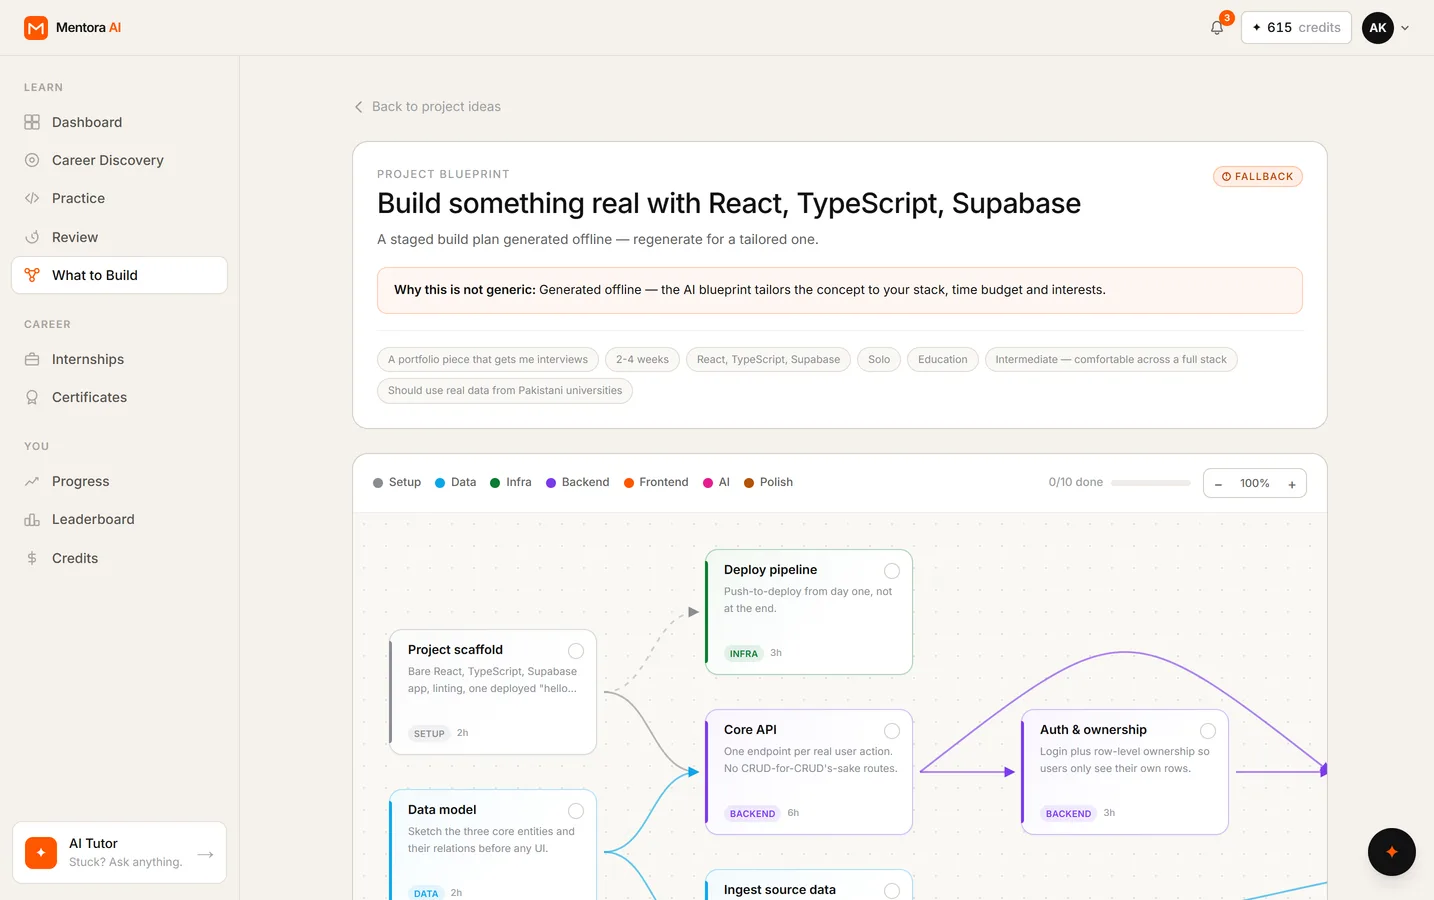 Mentora AI
3
615 credits
AK
LEARN
Dashboard
Career Discovery
Practice
Review
What to Build
CAREER
Internships
Certificates
YOU
Progress
Leaderboard
Credits
AI Tutor
Stuck? Ask anything.
Back to project ideas
PROJECT BLUEPRINT
FALLBACK
Build something real with React, TypeScript, Supabase
A staged build plan generated offline — regenerate for a tailored one.
Why this is not generic: Generated offline — the AI blueprint tailors the concept to your stack, time budget and interests.
A portfolio piece that gets me interviews
2-4 weeks
React, TypeScript, Supabase
Solo
Education
Intermediate — comfortable across a full stack
Should use real data from Pakistani universities
Setup
Data
Infra
Backend
Frontend
AI
Polish
0/10 done
– 100% +
Deploy pipeline
Push-to-deploy from day one, not
at the end.
INFRA 3h
Project scaffold
Bare React, TypeScript, Supabase
app, linting, one deployed "hello...
SETUP 2h
Core API
One endpoint per real user action.
No CRUD-for-CRUD's-sake routes.
BACKEND 6h
Auth & ownership
Login plus row-level ownership so
users only see their own rows.
BACKEND 3h
Data model
Sketch the three core entities and
their relations before any UI.
DATA 2h
Ingest source data